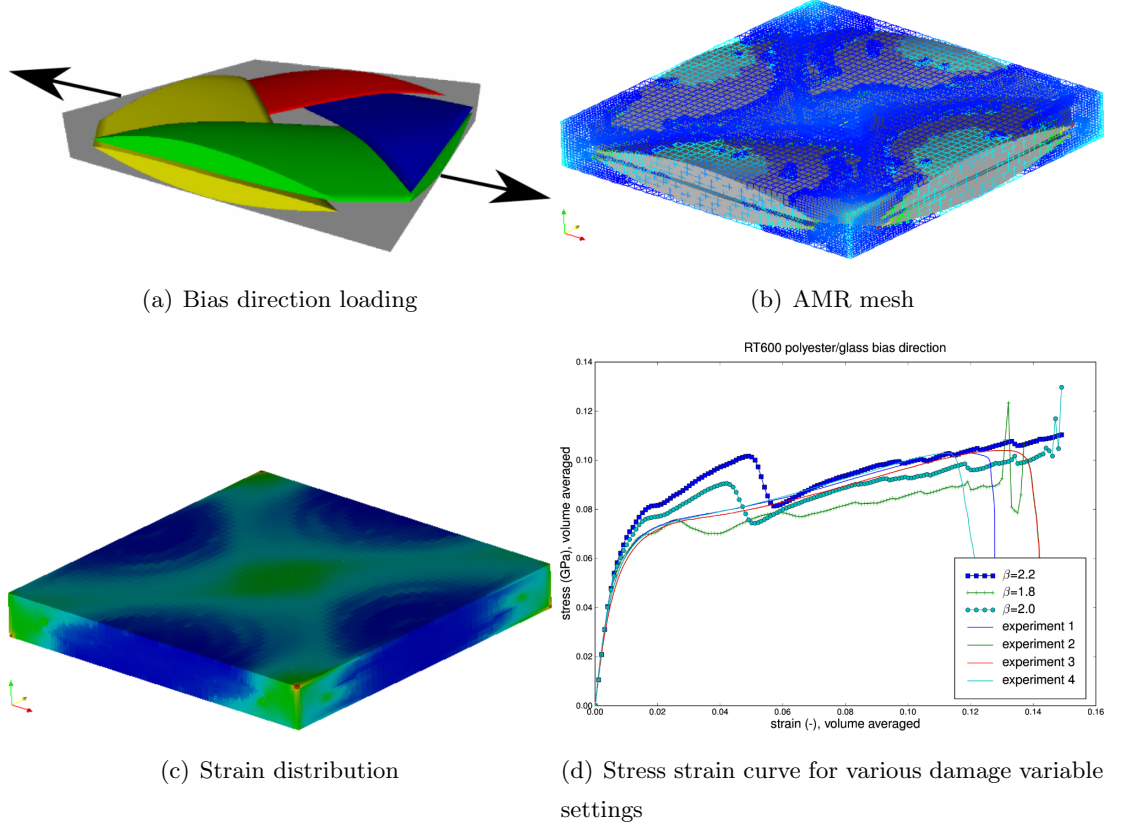 (a) Bias direction loading
(b) AMR mesh
RT600 polyester/glass bias direction
0.14
0.12
0.10
0.08
0.06
0.04
0.02
0.00
stress (GPa), volume averaged
β=2.2
β=1.8
β=2.0
experiment 1
experiment 2
experiment 3
experiment 4
0.00 0.02 0.04 0.06 0.08 0.10 0.12 0.14 0.16
strain (-), volume averaged
(c) Strain distribution
(d) Stress strain curve for various damage variable
settings